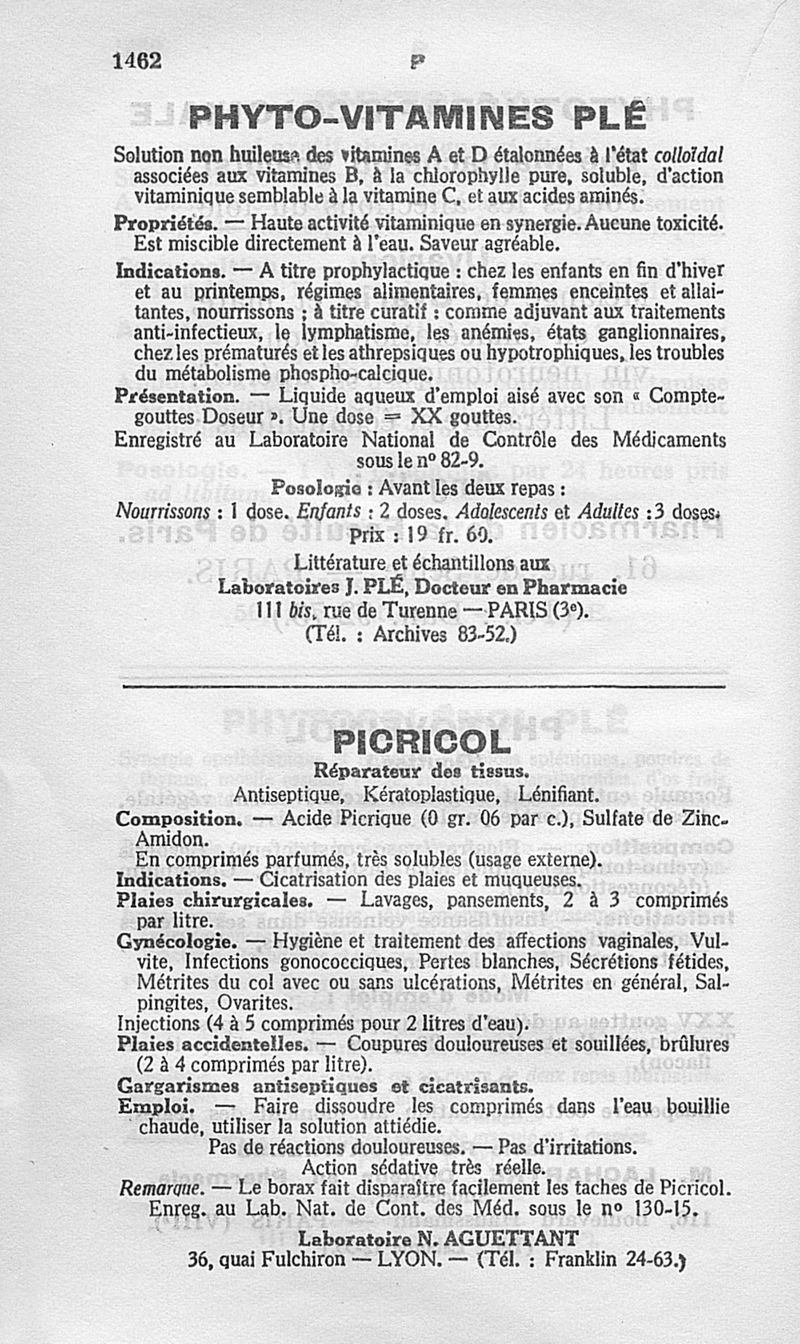 1462
P
PHYTO-VITAMINES PLÉ
Solution non huileuse des vitamines A et D étalonnées à l'état colloïdal
associées aux vitamines B, à la chlorophylle pure, soluble, d'action
vitaminique semblable à la vitamine C, et aux acides aminés.
Propriétés. — Haute activité vitaminique en synergie. Aucune toxicité.
Est miscible directement à l'eau. Saveur agréable.
Indications. — A titre prophylactique : chez les enfants en fin d'hiver
et au printemps, régimes alimentaires, femmes enceintes et allai-
tantes, nourrissons ; à titre curatif : comme adjuvant aux traitements
anti-infectieux, le lymphatisme, les anémies, états ganglionnaires,
chez les prématurés et les athrepsiques ou hypotrophiques, les troubles
du métabolisme phospho-calcique.
Présentation. — Liquide aqueux d'emploi aisé avec son « Compte-
gouttes Doseur ». Une dose = XX gouttes.
Enregistré au Laboratoire National de Contrôle des Médicaments
sous le nº 82-9.
Posologie : Avant les deux repas :
Nourrissons : 1 dose. Enfants : 2 doses. Adolescents et Adultes : 3 doses.
Prix : 19 fr. 60.
Littérature et échantillons aux
Laboratoires J. PLÉ, Docteur en Pharmacie
111 bis, rue de Turenne — PARIS (3e).
(Tél. : Archives 83-52.)
PICRICOL
Réparateur des tissus.
Antiseptique, Kératoplastique, Lénifiant.
Composition. — Acide Picrique (0 gr. 06 par c.), Sulfate de Zinc-
Amidon.
En comprimés parfumés, très solubles (usage externe).
Indications. — Cicatrisation des plaies et muqueuses.
Plaies chirurgicales. — Lavages, pansements, 2 à 3 comprimés
par litre.
Gynécologie. — Hygiène et traitement des affections vaginales, Vul-
vite, Infections gonococciques, Pertes blanches, Sécrétions fétides,
Métrites du col avec ou sans ulcérations, Métrites en général, Sal-
pingites, Ovarites.
Injections (4 à 5 comprimés pour 2 litres d'eau).
Plaies accidentelles. — Coupures douloureuses et souillées, brûlures
(2 à 4 comprimés par litre).
Gargarismes antiseptiques et cicatrisants.
Emploi. — Faire dissoudre les comprimés dans l'eau bouillie
chaude, utiliser la solution attiédie.
Pas de réactions douloureuses. — Pas d'irritations.
Action sédative très réelle.
Remarque. — Le borax fait disparaître facilement les taches de Picricol.
Enreg. au Lab. Nat. de Cont. des Méd. sous le nº 130-15.
Laboratoire N. AGUETTANT
36, quai Fulchiron — LYON. — (Tél. : Franklin 24-63.)